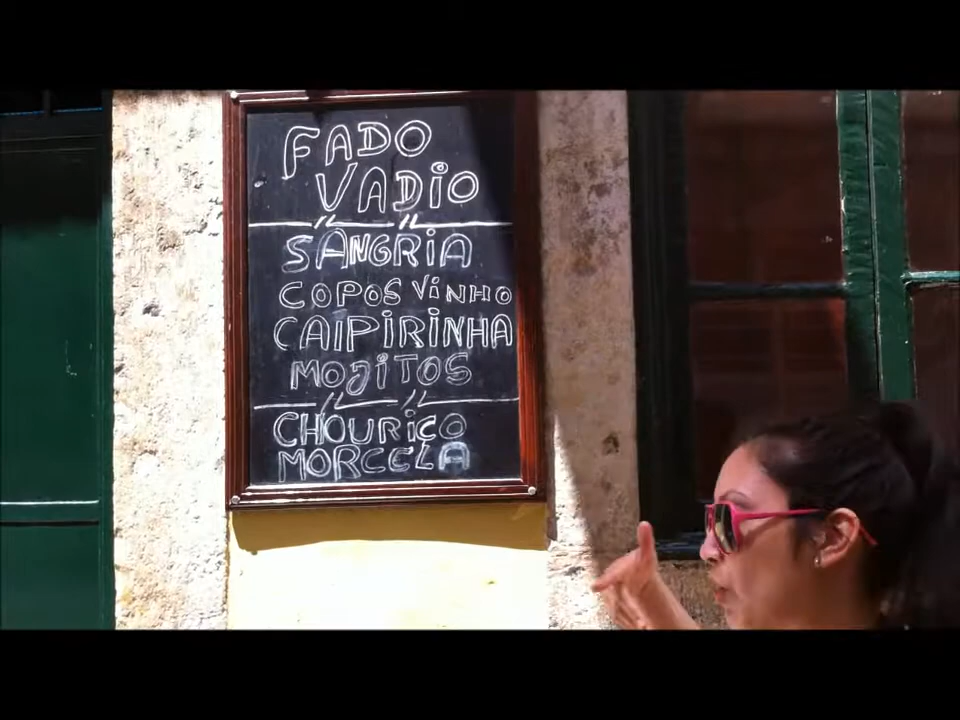 FADO
VADiO
SANGRiA
COPOS ViNHO
CAIPiRiNHA
MOJiTOS
CHOURiÇO
MORCELA